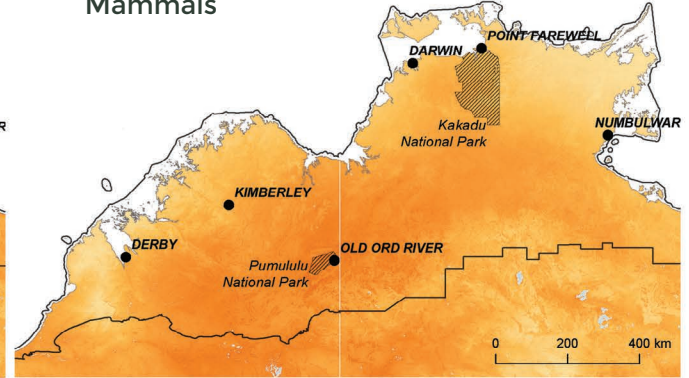 Mammals
POINT FAREWELL
DARWIN
Kakadu
National Park
NUMBULWAR
R
KIMBERLEY
DERBY
OLD ORD RIVER
Pumululu
National Park
0 200 400 km